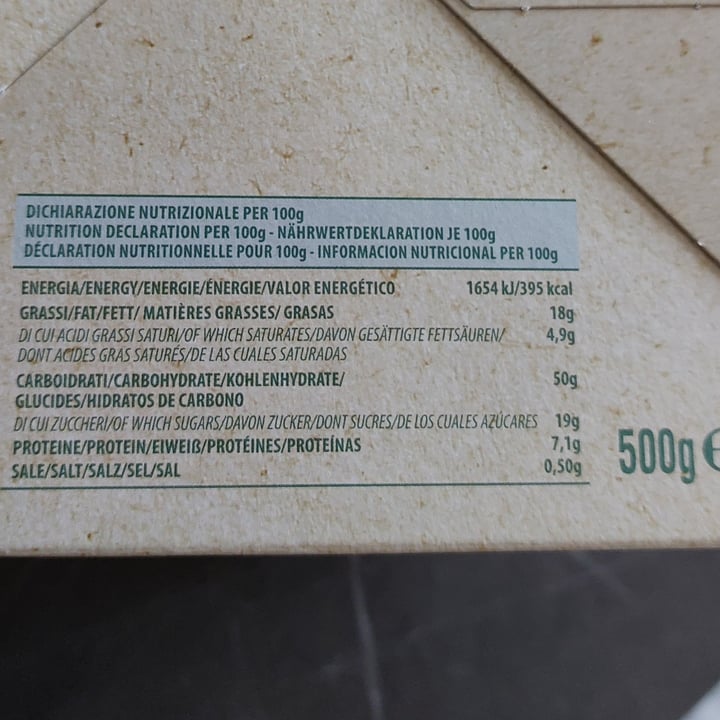 DICHIARAZIONE NUTRIZIONALE PER 100g
NUTRITION DECLARATION PER 100g - NÄHRWERTDEKLARATION JE 100g
DÉCLARATION NUTRITIONNELLE POUR 100g - INFORMACION NUTRICIONAL PER 100g
ENERGIA/ENERGY/ENERGIE/ÉNERGIE/VALOR ENERGÉTICO 1654 kJ/395 kcal
GRASSI/FAT/FETT/ MATIÈRES GRASSES/ GRASAS 18g
DI CUI ACIDI GRASSI SATURI/OF WHICH SATURATES/DAVON GESÄTTIGTE FETTSÄUREN/ 4,9g
DONT ACIDES GRAS SATURÉS/DE LAS CUALES SATURADAS
CARBOIDRATI/CARBOHYDRATE/KOHLENHYDRATE/ 50g
GLUCIDES/HIDRATOS DE CARBONO
DI CUI ZUCCHERI/OF WHICH SUGARS/DAVON ZUCKER/DONT SUCRES/DE LOS CUALES AZÚCARES 19g
PROTEINE/PROTEIN/EIWEIß/PROTÉINES/PROTEÍNAS 7,1g
SALE/SALT/SALZ/SEL/SAL 0,50g
500g ℮